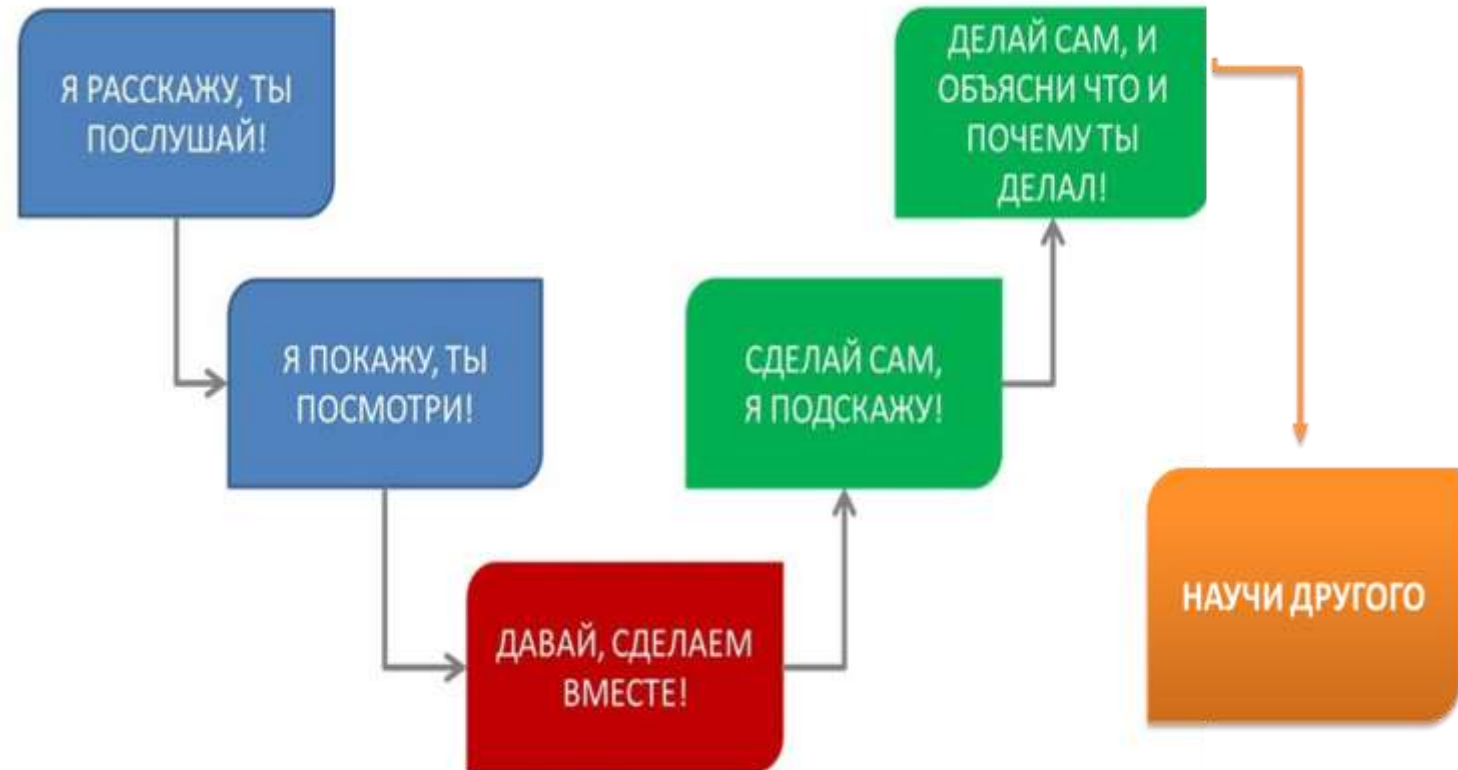 Я РАССКАЖУ, ТЫ
ПОСЛУШАЙ!
Я ПОКАЖУ, ТЫ
ПОСМОТРИ!
ДАВАЙ, СДЕЛАЕМ
ВМЕСТЕ!
СДЕЛАЙ САМ,
Я ПОДСКАЖУ!
ДЕЛАЙ САМ, И
ОБЪЯСНИ ЧТО И
ПОЧЕМУ ТЫ
ДЕЛАЛ!
НАУЧИ ДРУГОГО